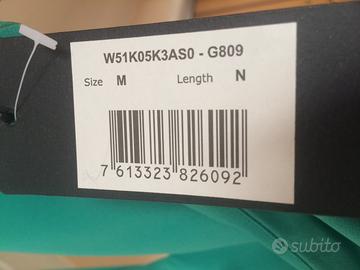 W51K05K3AS0 - G809
Size M Length N
7 613323 826092
subito